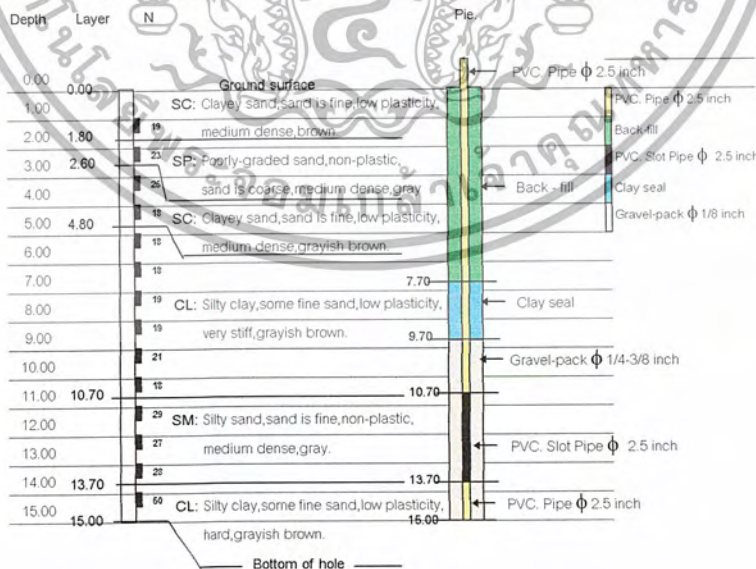 Depth Layer N Pie.
0.00 0.00 Ground surface PVC. Pipe ϕ 2.5 inch
1.00 SC: Clayey sand,sand is fine,low plasticity, PVC. Pipe ϕ 2.5 inch
19
2.00 1.80 medium dense,brown. Back-fill
23
3.00 2.60 SP: Poorly-graded sand,non-plastic, PVC. Slot Pipe ϕ 2.5 inch
26
4.00 sand is coarse,medium dense,gray Back - fill Clay seal
18
5.00 4.80 SC: Clayey sand,sand is fine,low plasticity, Gravel-pack ϕ 1/8 inch
18
6.00 medium dense,grayish brown.
18
7.00 7.70
19
8.00 CL: Silty clay,some fine sand,low plasticity, Clay seal
19
9.00 very stiff,grayish brown. 9.70
21
10.00 Gravel-pack ϕ 1/4-3/8 inch
18
11.00 10.70 10.70
29
12.00 SM: Silty sand,sand is fine,non-plastic,
27
13.00 medium dense,gray. PVC. Slot Pipe ϕ 2.5 inch
28
14.00 13.70 13.70
50
15.00 CL: Silty clay,some fine sand,low plasticity, PVC. Pipe ϕ 2.5 inch
15.00 15.00
hard,grayish brown.
Bottom of hole